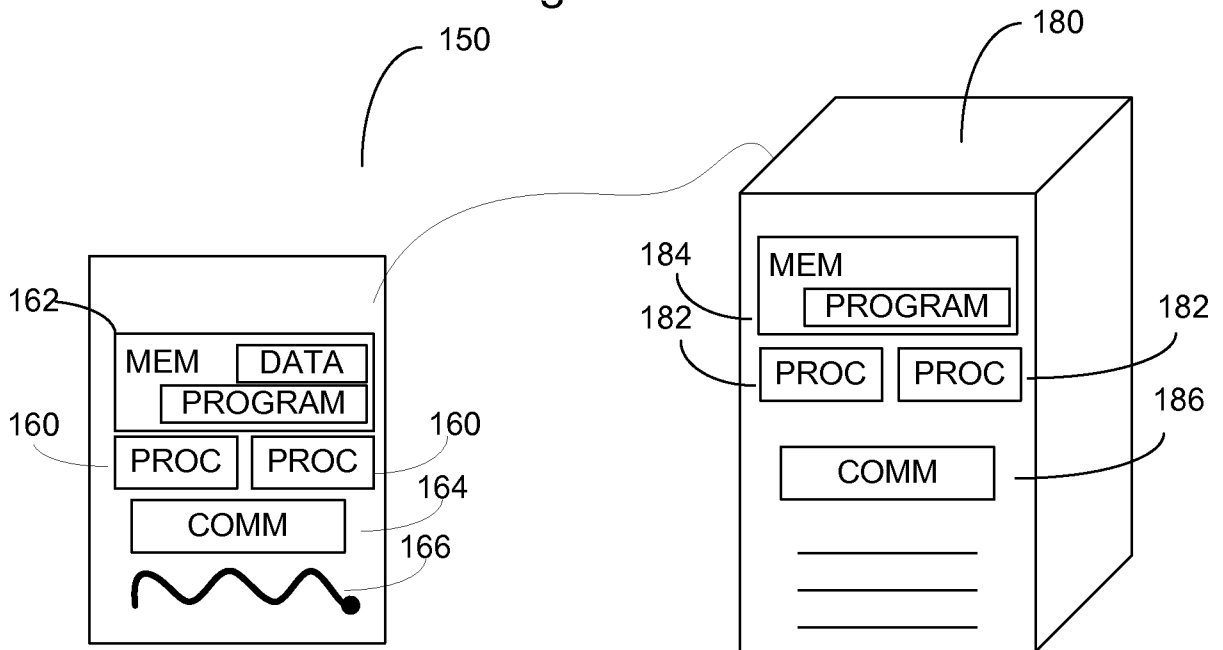 150
180
184
MEM
PROGRAM
162
182
182
MEM
DATA
PROC
PROC
PROGRAM
186
160
160
PROC
PROC
COMM
164
COMM
166